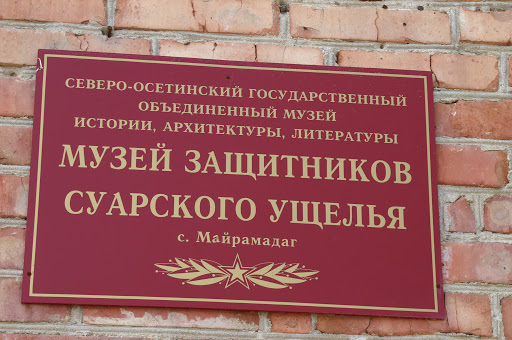 СЕВЕРО-ОСЕТИНСКИЙ ГОСУДАРСТВЕННЫЙ
ОБЪЕДИНЕННЫЙ МУЗЕЙ
ИСТОРИИ, АРХИТЕКТУРЫ, ЛИТЕРАТУРЫ
МУЗЕЙ ЗАЩИТНИКОВ
СУАРСКОГО УЩЕЛЬЯ
с. Майрамадаг